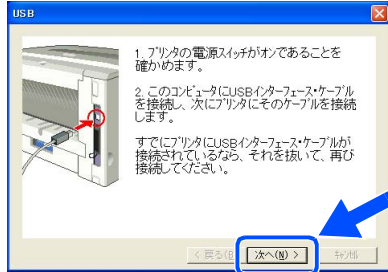 USB
1. プリンタの電源スイッチがオンであることを
確かめます。
2. このコンピュータにUSBインターフェース・ケーブル
を接続し、次にプリンタにそのケーブルを接続
します。
すでにプリンタにUSBインターフェース・ケーブルが
接続されているなら、それを抜いて、再び
接続してください。
< 戻る(B) 次へ(N) > キャンセル